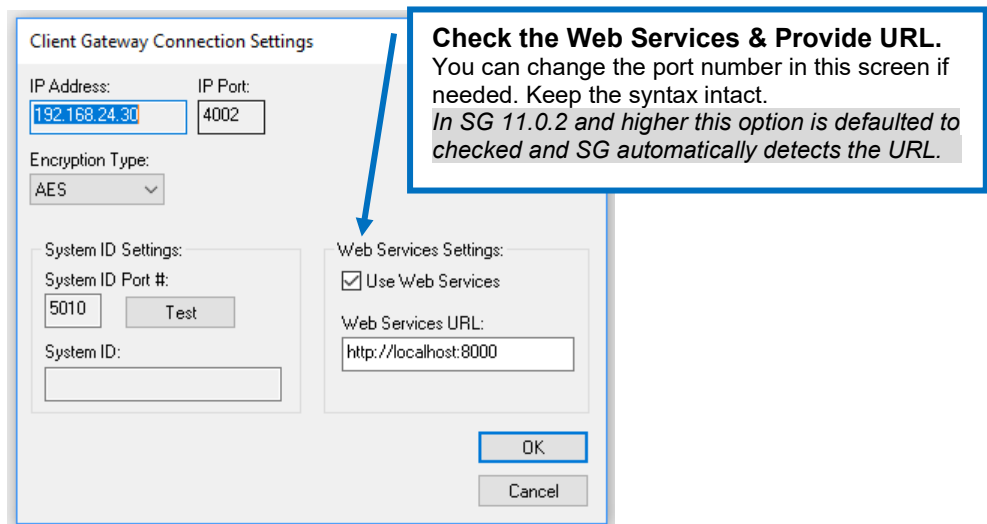 Client Gateway Connection Settings
Check the Web Services & Provide URL.
You can change the port number in this screen if
needed. Keep the syntax intact.
In SG 11.0.2 and higher this option is defaulted to
checked and SG automatically detects the URL.
IP Address:
IP Port:
192.168.24.30
4002
Encryption Type:
AES
System ID Settings:
System ID Port #:
5010
Test
System ID:
Web Services Settings:
Use Web Services
Web Services URL:
http://localhost:8000
OK
Cancel